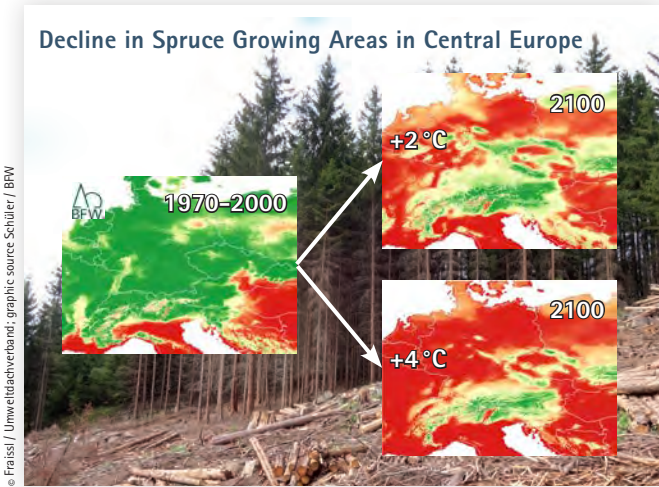 Decline in Spruce Growing Areas in Central Europe
BFW
1970–2000
2100
+2°C
2100
+4°C
© Fraissl / Umweltdachverband; graphic source Schüler / BFW